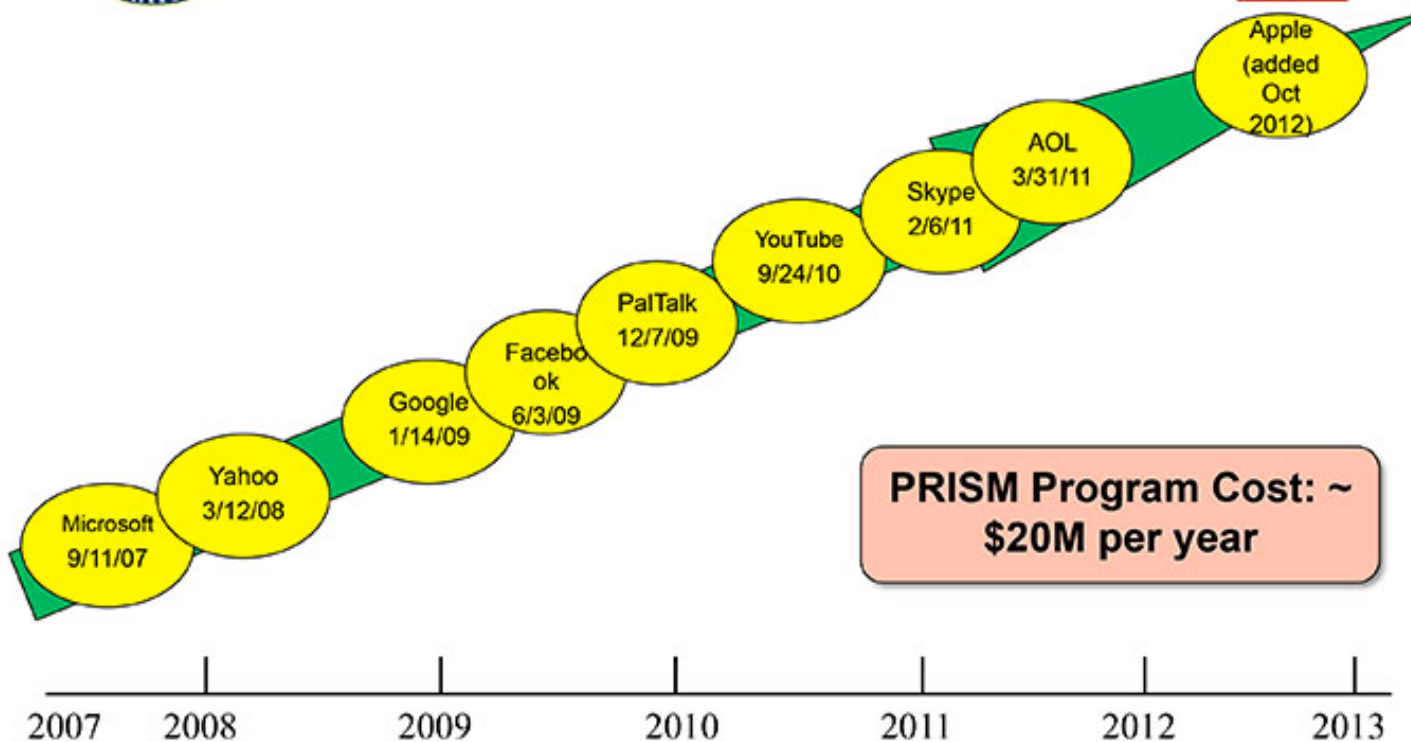 Apple
(added
Oct
2012)
AOL
3/31/11
Skype
2/6/11
YouTube
9/24/10
PalTalk
12/7/09
Facebo
ok
6/3/09
Google
1/14/09
Yahoo
3/12/08
Microsoft
9/11/07
PRISM Program Cost: ~
$20M per year
2007 2008 2009 2010 2011 2012 2013